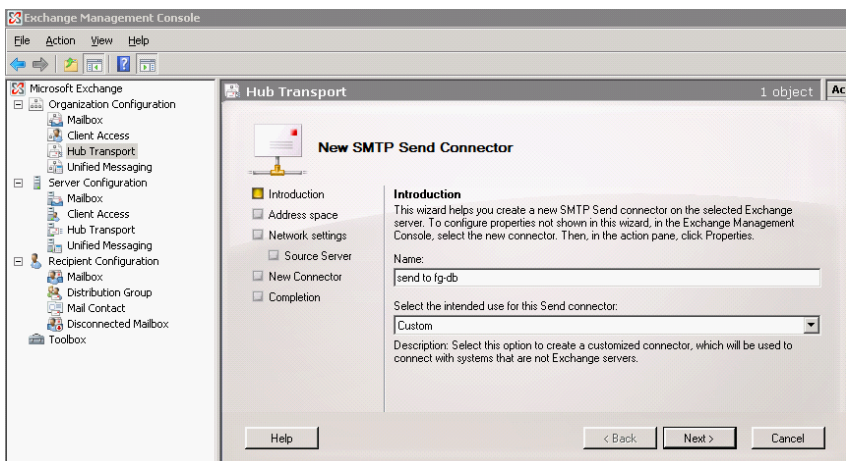 Exchange Management Console
File Action View Help
Microsoft Exchange
Organization Configuration
Mailbox
Client Access
Hub Transport
Unified Messaging
Server Configuration
Mailbox
Client Access
Hub Transport
Unified Messaging
Recipient Configuration
Mailbox
Distribution Group
Mail Contact
Disconnected Mailbox
Toolbox
Hub Transport 1 object Ac
New SMTP Send Connector
Introduction
Address space
Network settings
Source Server
New Connector
Completion
Introduction
This wizard helps you create a new SMTP Send connector on the selected Exchange
server. To configure properties not shown in this wizard, in the Exchange Management
Console, select the new connector. Then, in the action pane, click Properties.
Name:
send to fg-db
Select the intended use for this Send connector:
Custom
Description: Select this option to create a customized connector, which will be used to
connect with systems that are not Exchange servers.
Help < Back Next > Cancel